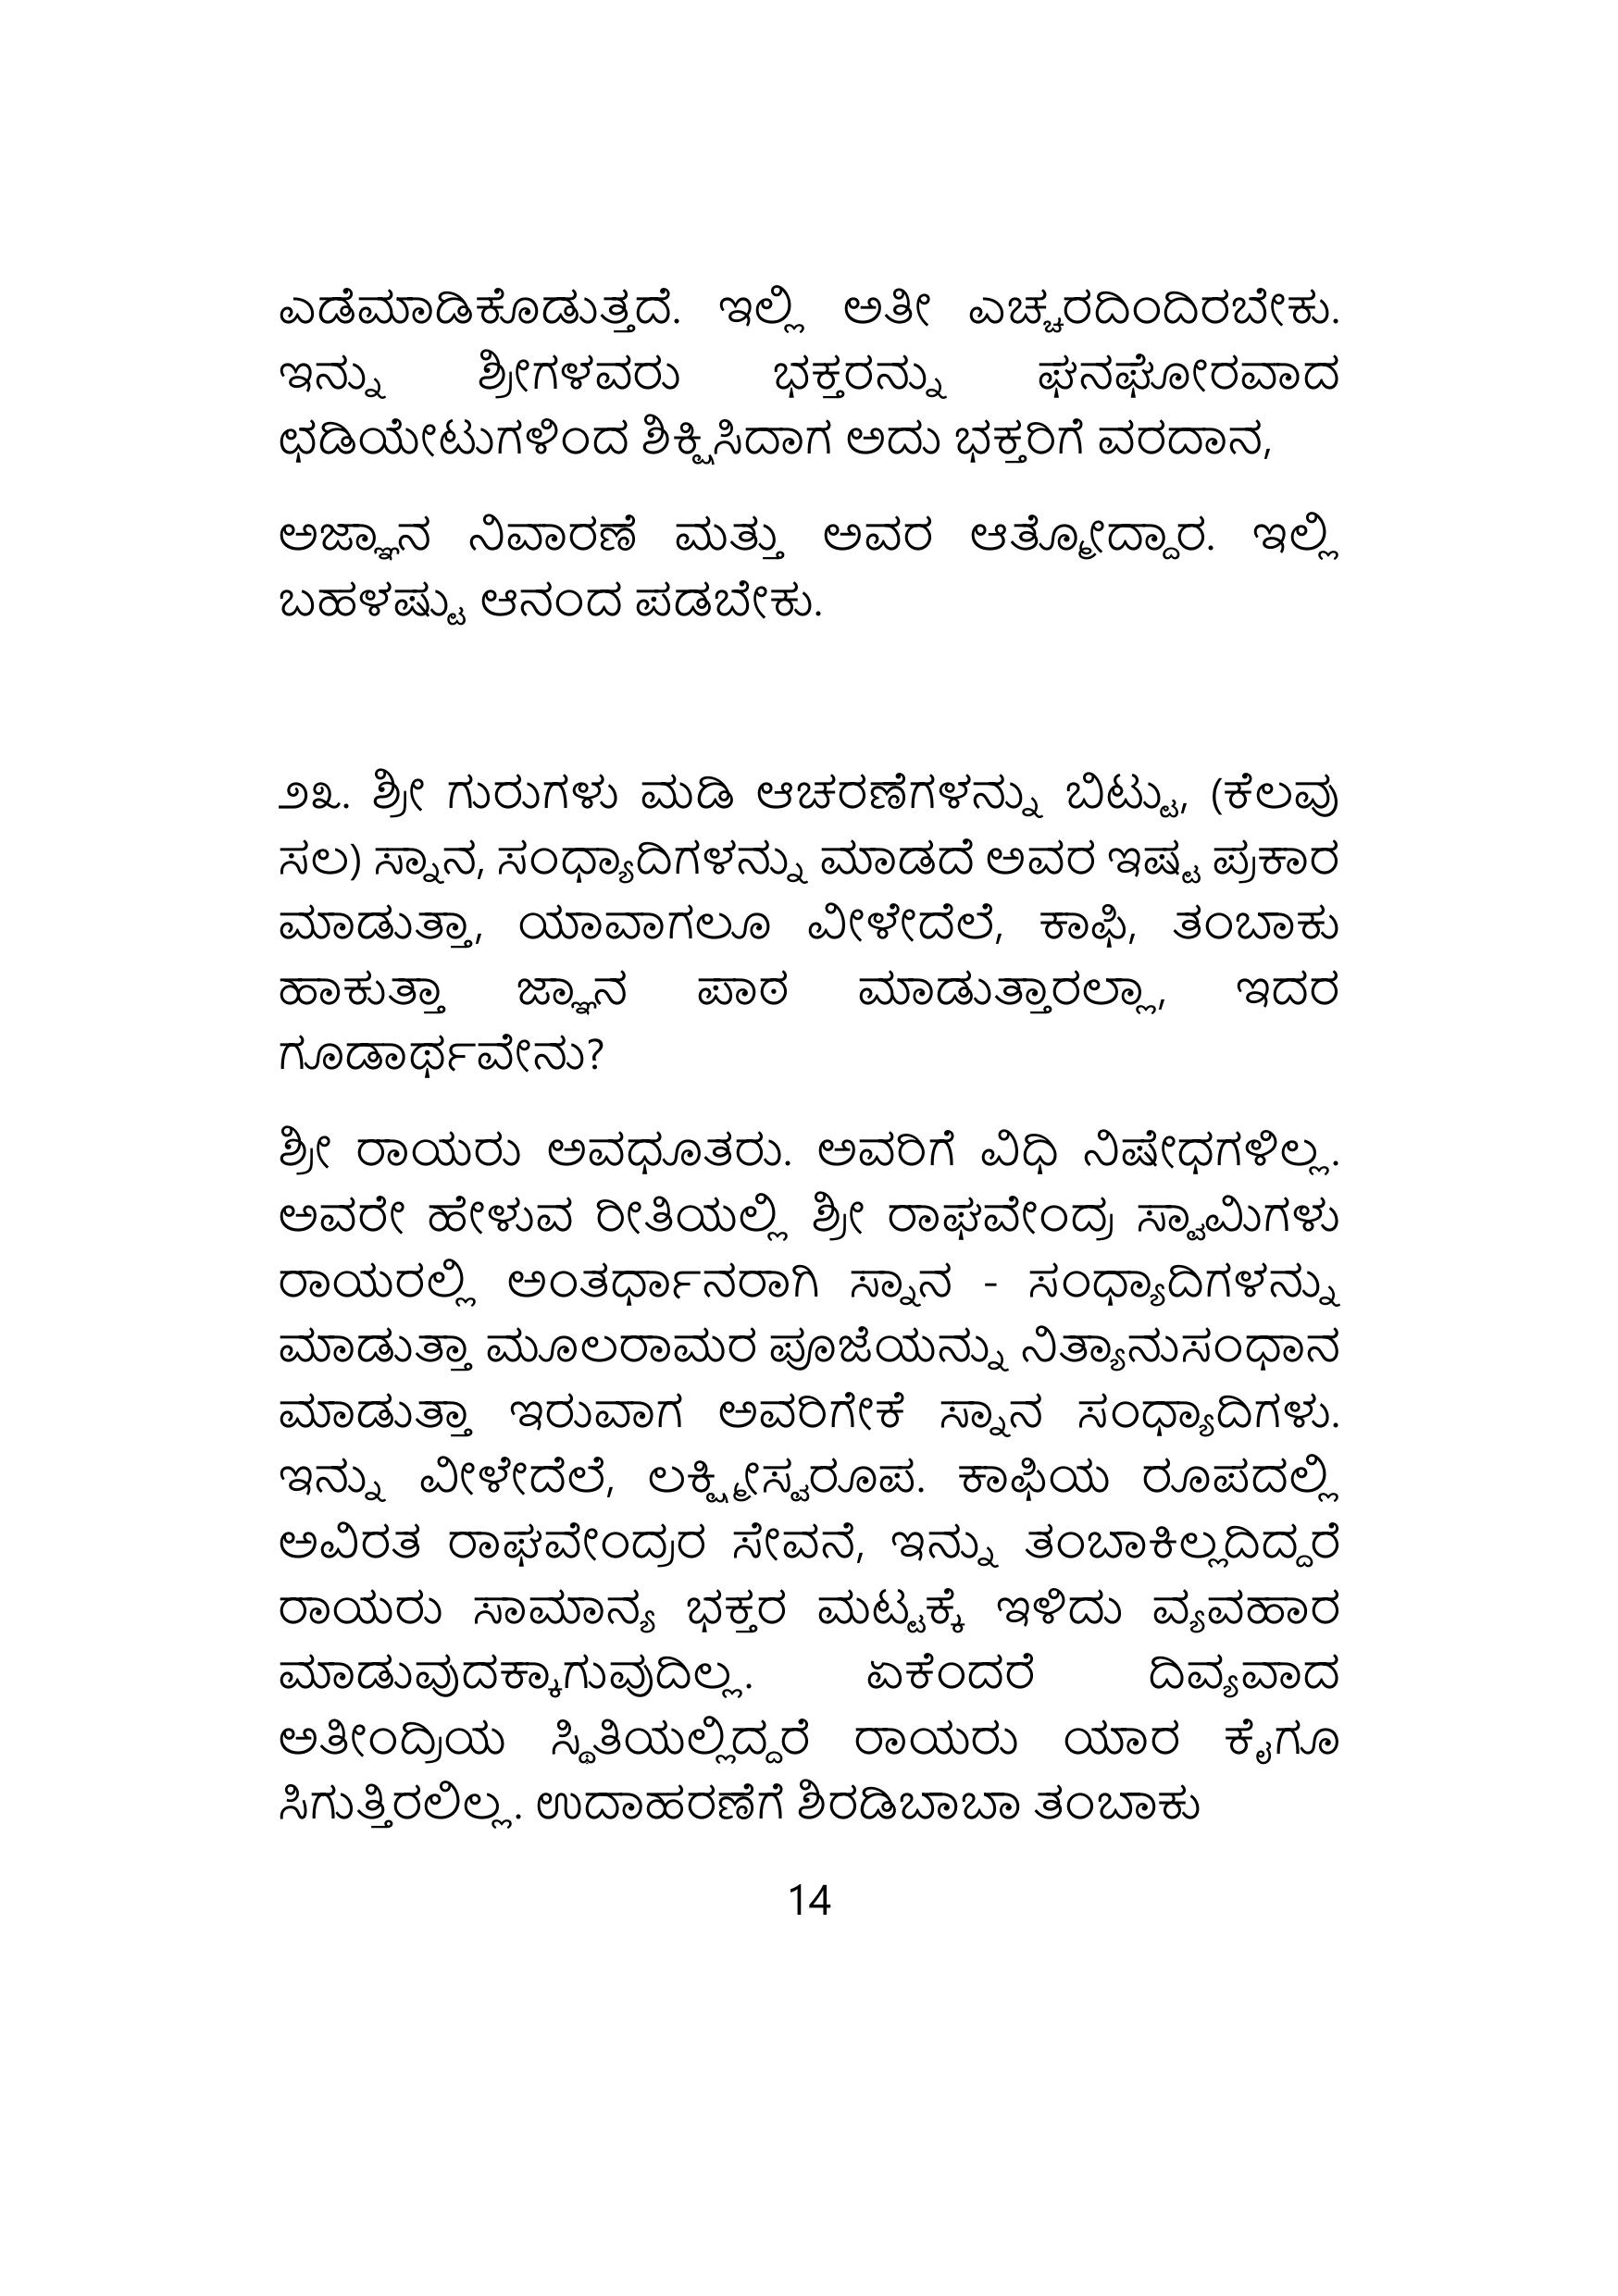 ಎಡೆಮಾಡಿಕೊಡುತ್ತದೆ. ಇಲ್ಲಿ ಅತೀ ಎಚ್ಚರದಿಂದಿರಬೇಕು.
ಇನ್ನು ಶ್ರೀಗಳವರು ಭಕ್ತರನ್ನು ಘನಘೋರವಾದ
ಛಡಿಯೇಟುಗಳಿಂದ ಶಿಕ್ಷಿಸಿದಾಗ ಅದು ಭಕ್ತರಿಗೆ ವರದಾನ,
ಅಜ್ಞಾನ ನಿವಾರಣೆ ಮತ್ತು ಅವರ ಆತ್ಮೋದ್ದಾರ. ಇಲ್ಲಿ
ಬಹಳಷ್ಟು ಆನಂದ ಪಡಬೇಕು.
೨೩. ಶ್ರೀ ಗುರುಗಳು ಮಡಿ ಆಚರಣೆಗಳನ್ನು ಬಿಟ್ಟು, (ಕೆಲವು
ಸಲ) ಸ್ನಾನ, ಸಂಧ್ಯಾದಿಗಳನ್ನು ಮಾಡದೆ ಅವರ ಇಷ್ಟ ಪ್ರಕಾರ
ಮಾಡುತ್ತಾ, ಯಾವಾಗಲೂ ವೀಳೇದೆಲೆ, ಕಾಫಿ, ತಂಬಾಕು
ಹಾಕುತ್ತಾ ಜ್ಞಾನ ಪಾಠ ಮಾಡುತ್ತಾರಲ್ಲಾ, ಇದರ
ಗೂಡಾರ್ಥವೇನು?
ಶ್ರೀ ರಾಯರು ಅವಧೂತರು. ಅವರಿಗೆ ವಿಧಿ ನಿಷೇಧಗಳಿಲ್ಲ.
ಅವರೇ ಹೇಳುವ ರೀತಿಯಲ್ಲಿ ಶ್ರೀ ರಾಘವೇಂದ್ರ ಸ್ವಾಮಿಗಳು
ರಾಯರಲ್ಲಿ ಅಂತರ್ಧಾನರಾಗಿ ಸ್ನಾನ - ಸಂಧ್ಯಾದಿಗಳನ್ನು
ಮಾಡುತ್ತಾ ಮೂಲರಾಮರ ಪೂಜೆಯನ್ನು ನಿತ್ಯಾನುಸಂಧಾನ
ಮಾಡುತ್ತಾ ಇರುವಾಗ ಅವರಿಗೇಕೆ ಸ್ನಾನ ಸಂಧ್ಯಾದಿಗಳು.
ಇನ್ನು ವೀಳೇದೆಲೆ, ಲಕ್ಷ್ಮೀಸ್ವರೂಪ. ಕಾಫಿಯ ರೂಪದಲ್ಲಿ
ಅವಿರತ ರಾಘವೇಂದ್ರರ ಸೇವನೆ, ಇನ್ನು ತಂಬಾಕಿಲ್ಲದಿದ್ದರೆ
ರಾಯರು ಸಾಮಾನ್ಯ ಭಕ್ತರ ಮಟ್ಟಕ್ಕೆ ಇಳಿದು ವ್ಯವಹಾರ
ಮಾಡುವುದಕ್ಕಾಗುವುದಿಲ್ಲ. ಏಕೆಂದರೆ ದಿವ್ಯವಾದ
ಅತೀಂದ್ರಿಯ ಸ್ಥಿತಿಯಲ್ಲಿದ್ದರೆ ರಾಯರು ಯಾರ ಕೈಗೂ
ಸಿಗುತ್ತಿರಲಿಲ್ಲ. ಉದಾಹರಣೆಗೆ ಶಿರಡಿಬಾಬಾ ತಂಬಾಕು
14